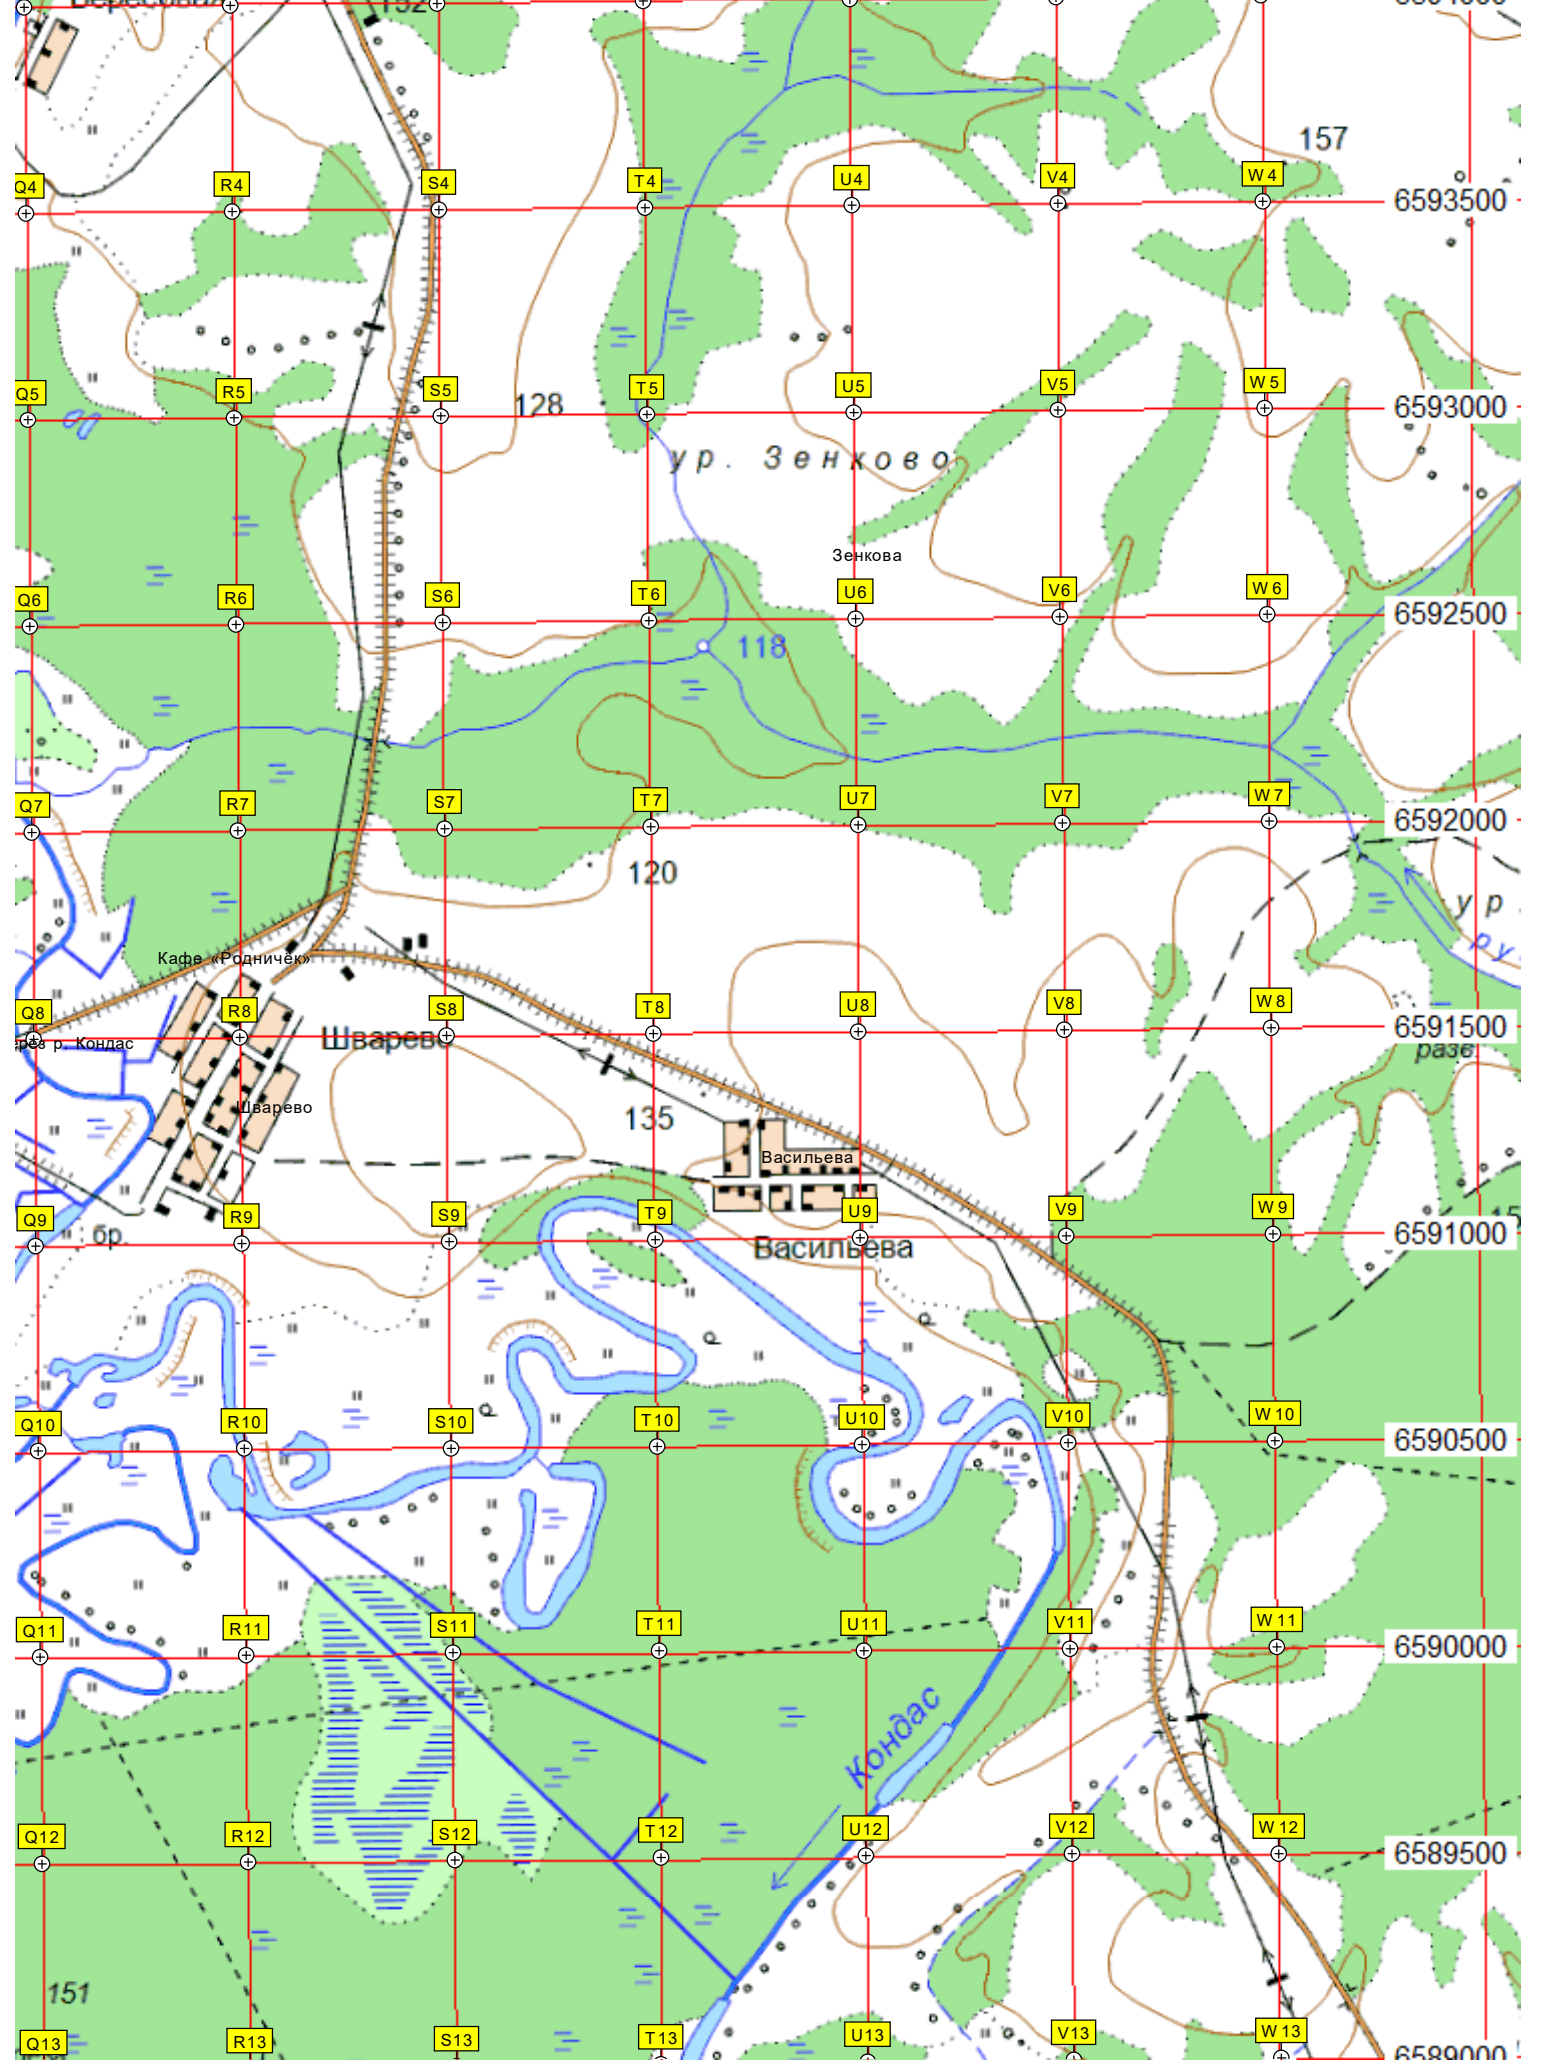 152
157
Q4 R4 S4 T4 U4 V4 W4
6593500
Q5 R5 S5 T5 U5 V5 W5
6593000
128
ур. Зенково
Зенкова
Q6 R6 S6 T6 U6 V6 W6
6592500
118
Q7 R7 S7 T7 U7 V7 W7
6592000
120
ур
ру
Кафе «Родничёк»
Q8 R8 S8 T8 U8 V8 W8
6591500
Шварево
р. Кондас
разв.
Шварево
135
Васильева
Q9 R9 S9 T9 U9 V9 W9
6591000
бр.
Васильева
Q10 R10 S10 T10 U10 V10 W10
6590500
Q11 R11 S11 T11 U11 V11 W11
6590000
Кондас
Q12 R12 S12 T12 U12 V12 W12
6589500
151
Q13 R13 S13 T13 U13 V13 W13
6589000